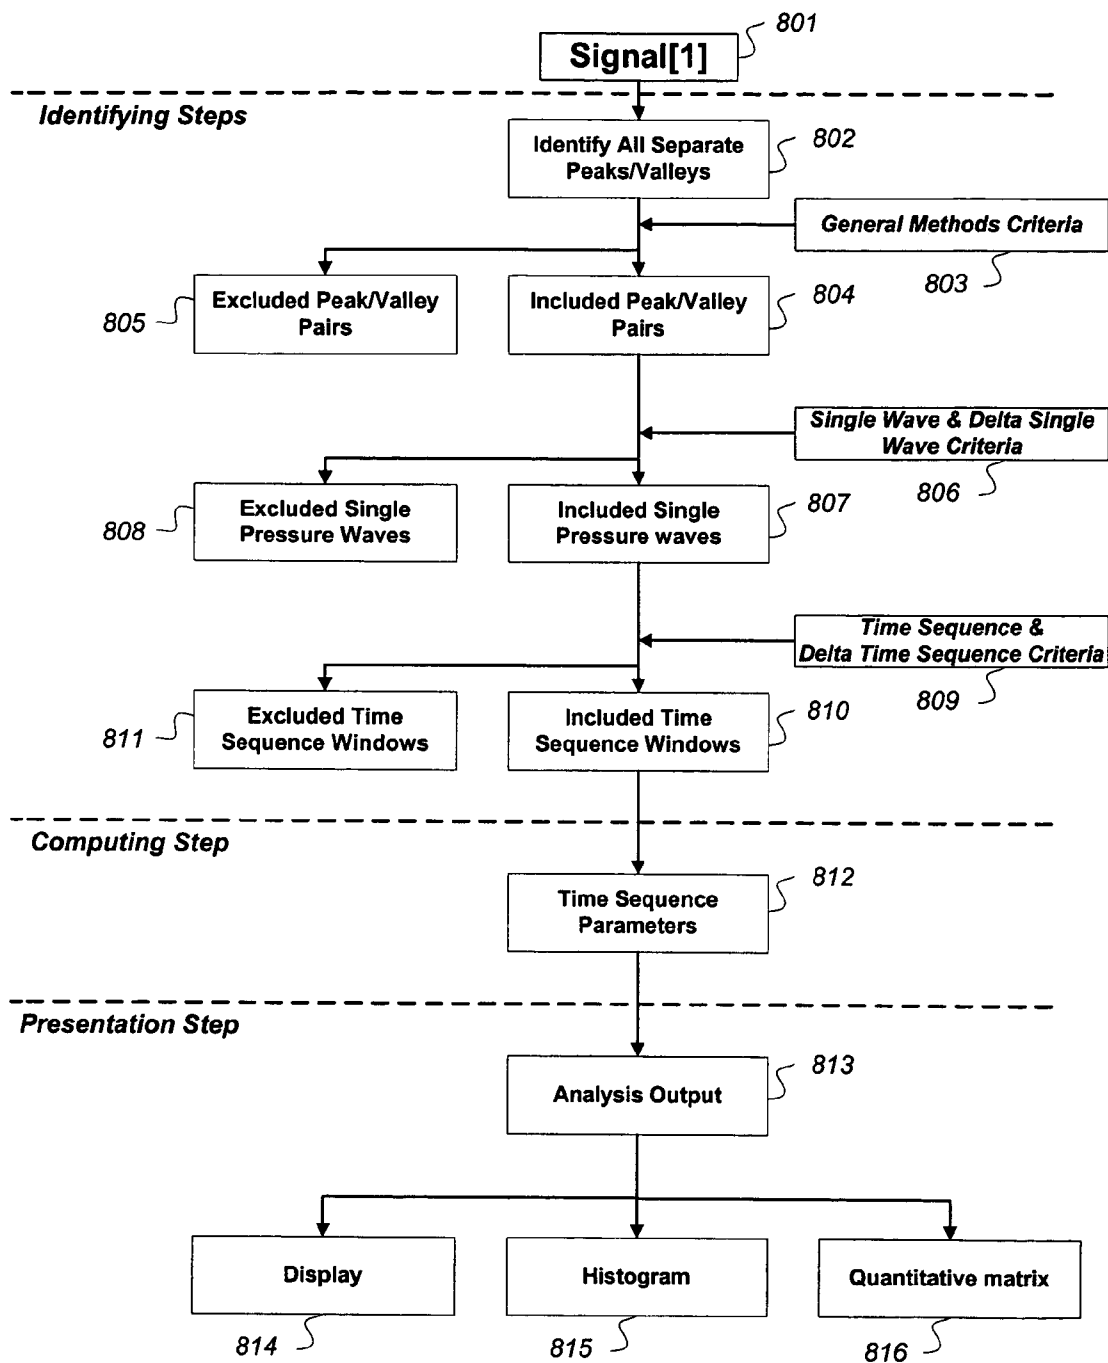 801
Signal[1]
Identifying Steps
Identify All Separate
Peaks/Valleys
802
General Methods Criteria
803
805
Excluded Peak/Valley
Pairs
Included Peak/Valley
Pairs
804
Single Wave & Delta Single
Wave Criteria
806
808
Excluded Single
Pressure Waves
Included Single
Pressure waves
807
Time Sequence &
Delta Time Sequence Criteria
809
811
Excluded Time
Sequence Windows
Included Time
Sequence Windows
810
Computing Step
Time Sequence
Parameters
812
Presentation Step
Analysis Output
813
Display
Histogram
Quantitative matrix
814
815
816